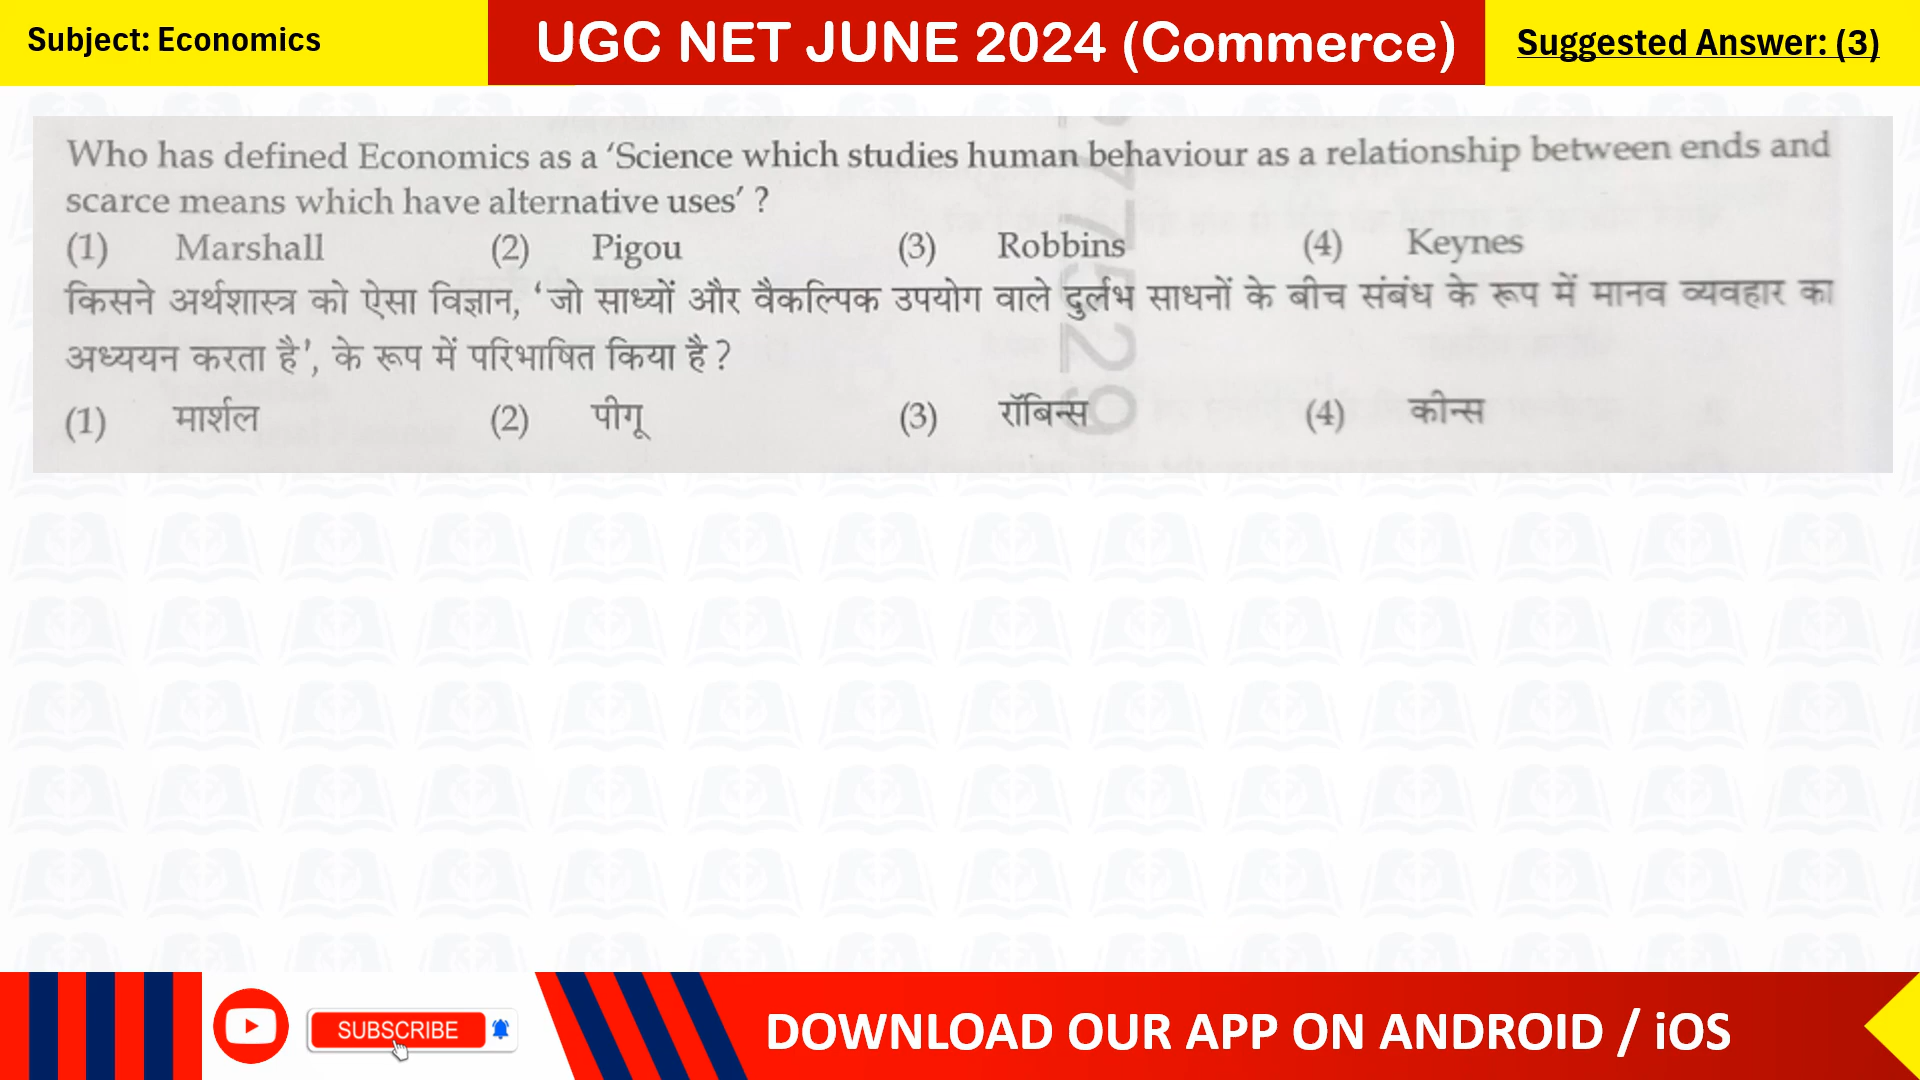 Subject: Economics
UGC NET JUNE 2024 (Commerce)
Suggested Answer: (3)
Who has defined Economics as a ‘Science which studies human behaviour as a relationship between ends and
scarce means which have alternative uses’ ?
(1) Marshall (2) Pigou (3) Robbins (4) Keynes
किसने अर्थशास्त्र को ऐसा विज्ञान, ‘जो साध्यों और वैकल्पिक उपयोग वाले दुर्लभ साधनों के बीच संबंध के रूप में मानव व्यवहार का
अध्ययन करता है’, के रूप में परिभाषित किया है ?
(1) मार्शल (2) पीगू (3) रॉबिन्स (4) कीन्स
SUBSCRIBE
DOWNLOAD OUR APP ON ANDROID / iOS